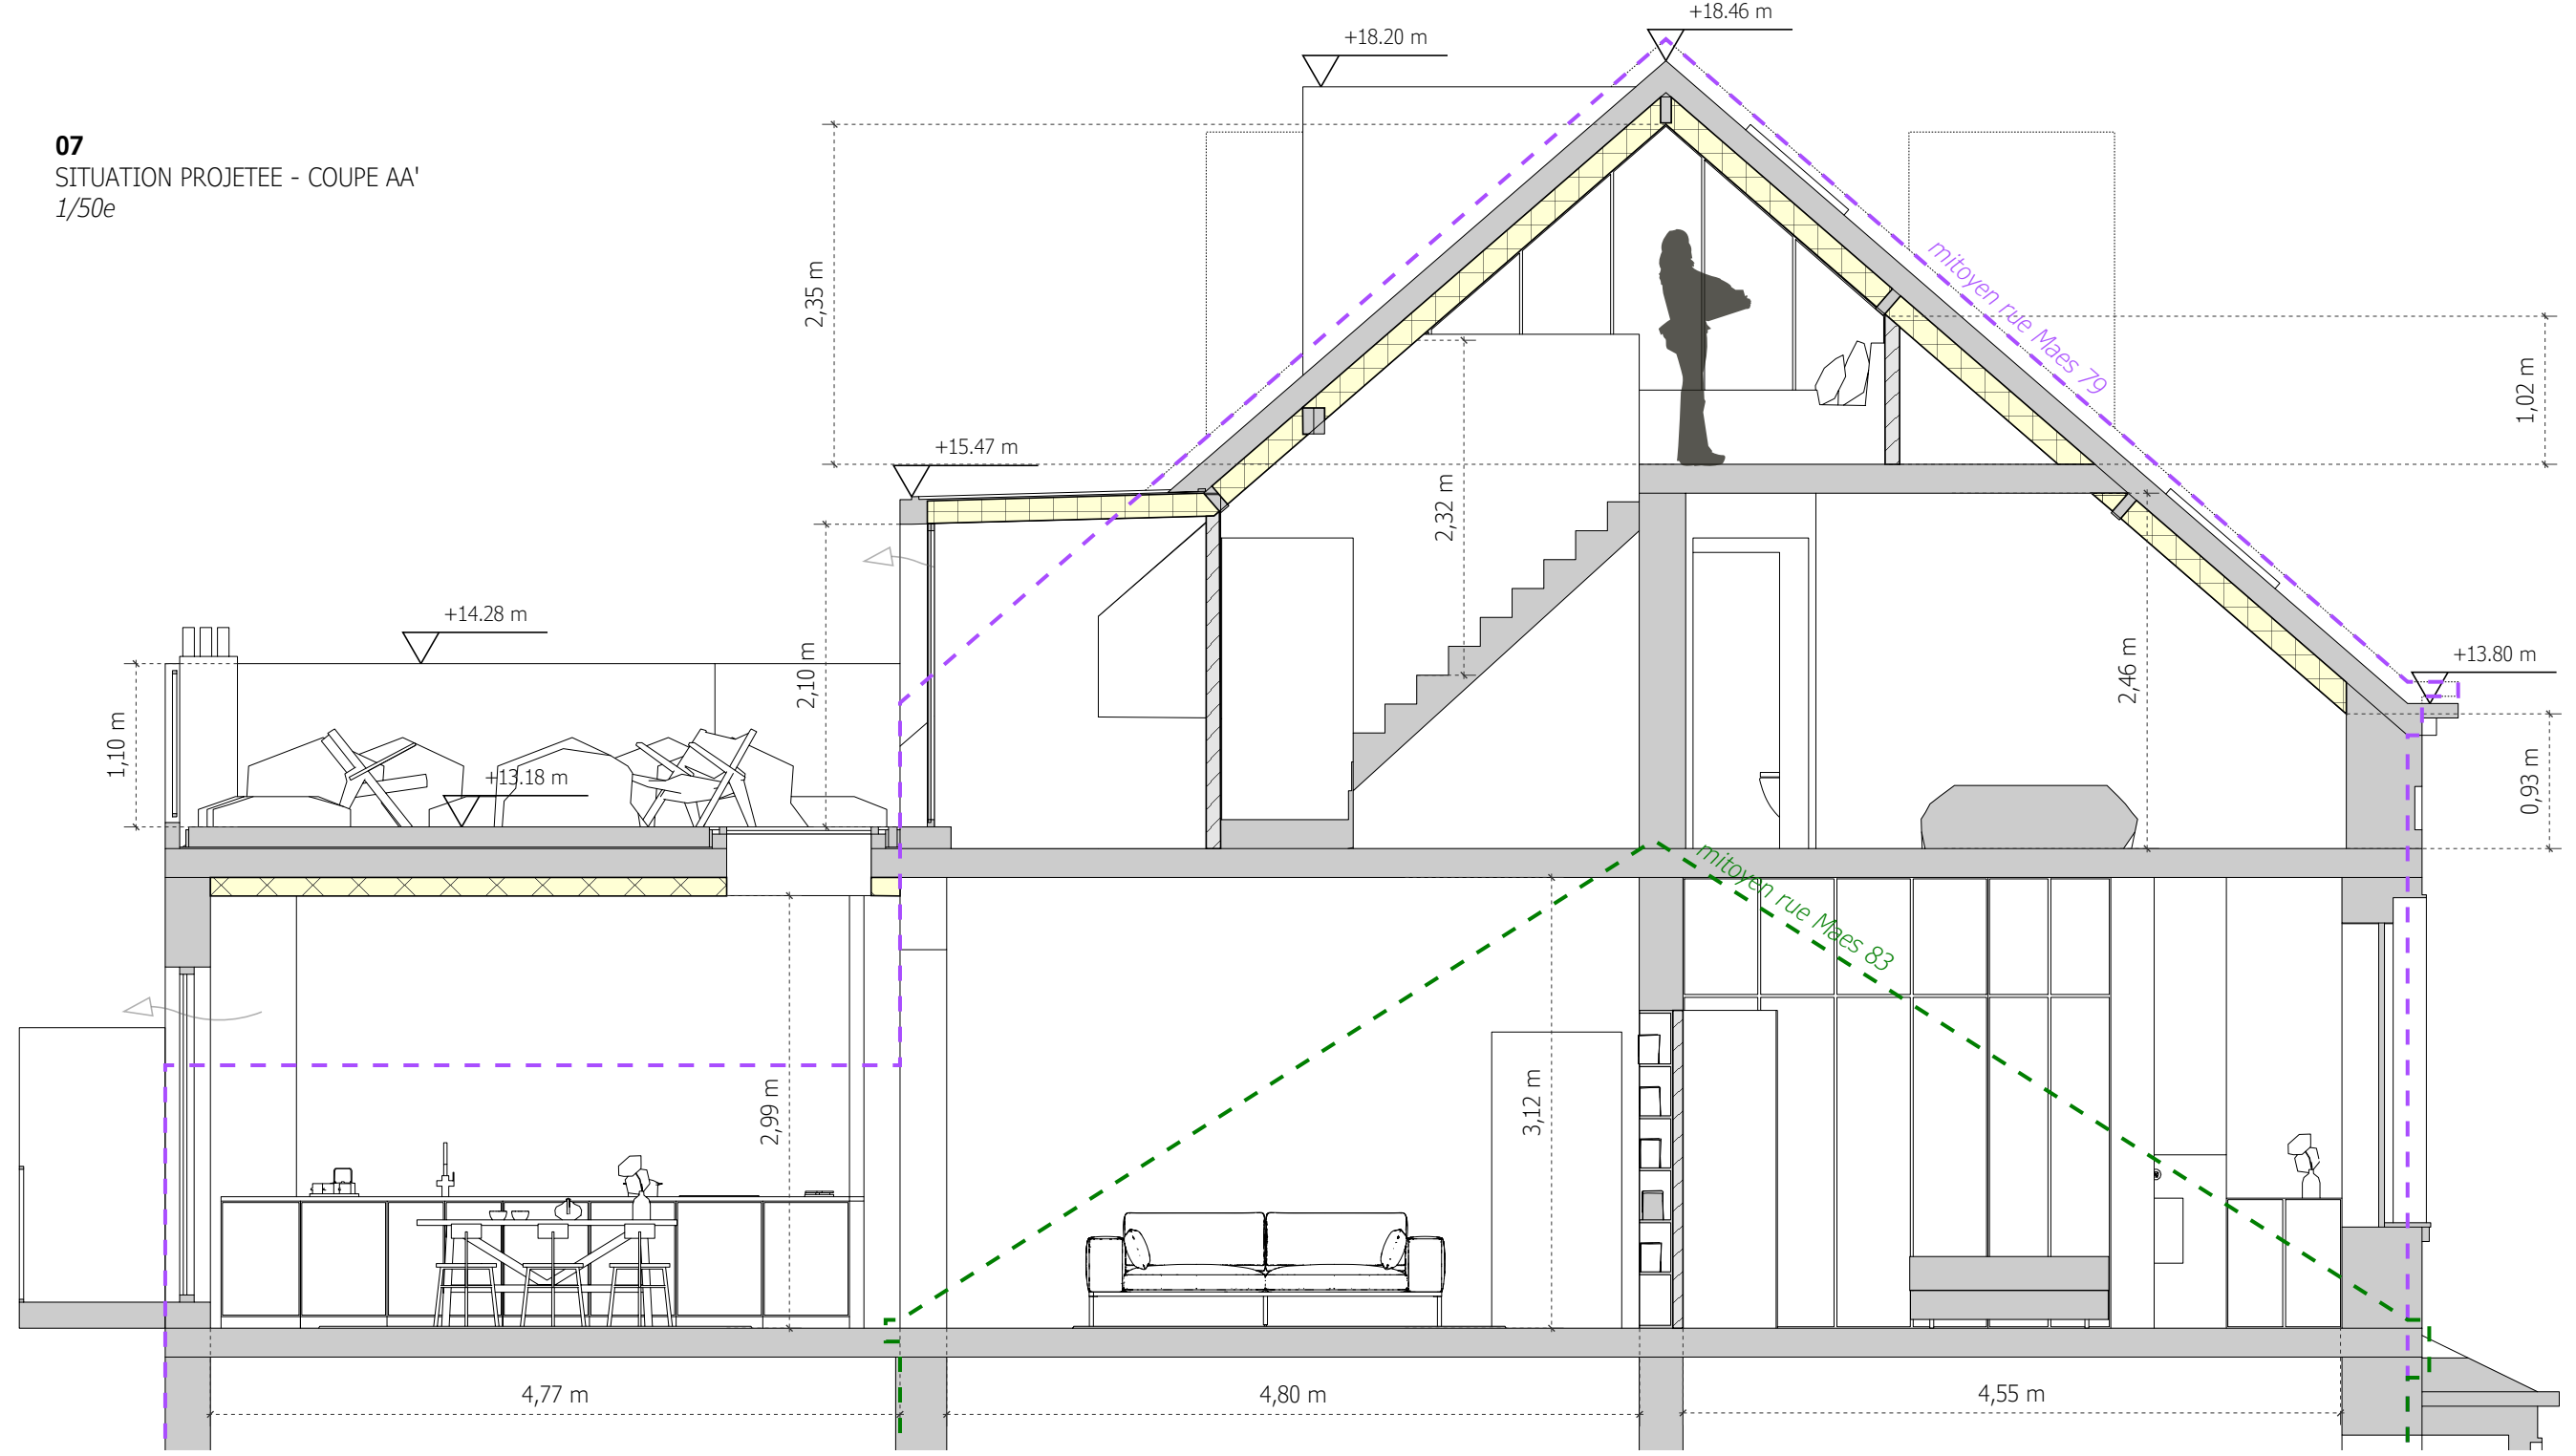 +18.46 m
+18.20 m
07
SITUATION PROJETEE - COUPE AA'
1/50e
2,35 m
mitoyen rue Maes 79
1,02 m
+15.47 m
2,32 m
+14.28 m
2,10 m
2,46 m
+13.80 m
1,10 m
+13.18 m
0,93 m
mitoyen rue Maes 83
2,99 m
3,12 m
4,77 m
4,80 m
4,55 m